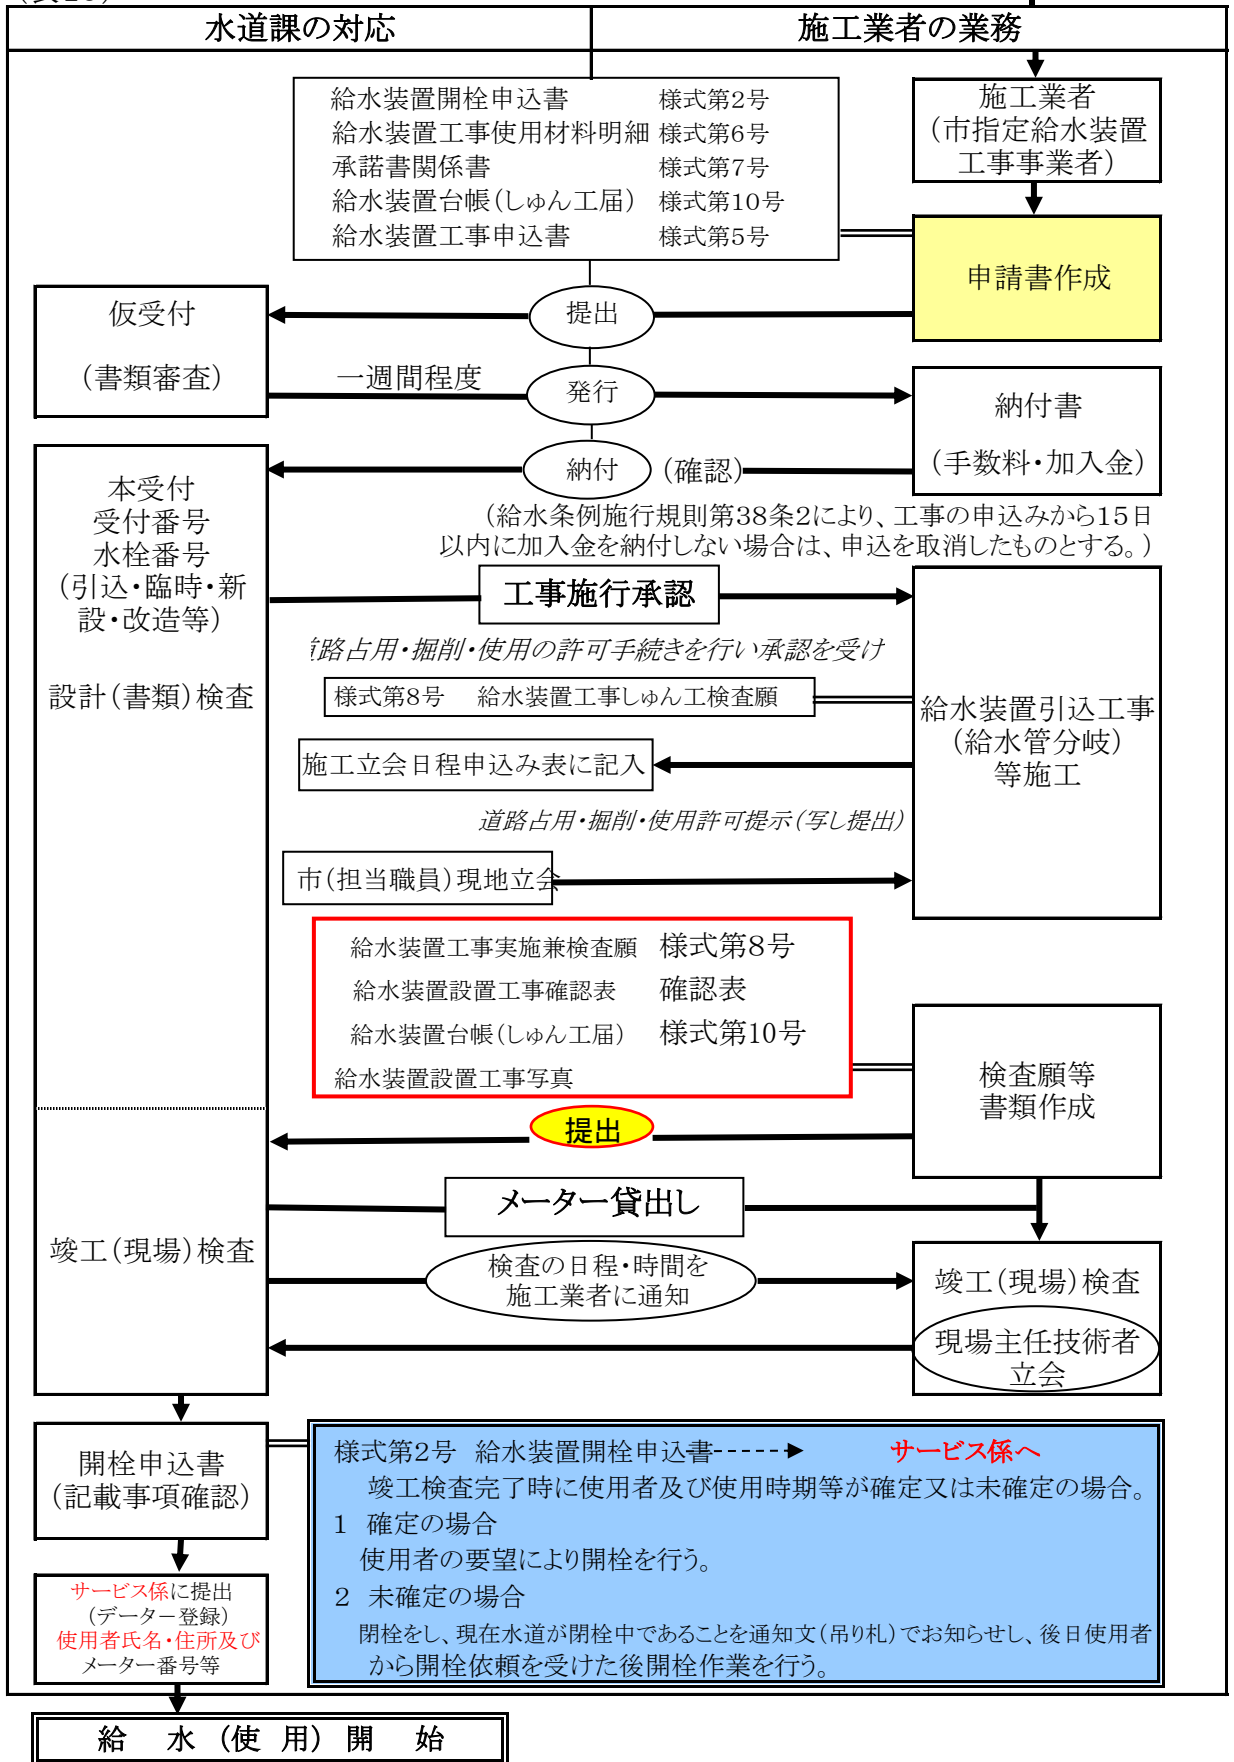 水道課の対応
施工業者の業務
施工業者
(市指定給水装置
工事事業者)
給水装置開栓申込書 様式第2号
給水装置工事使用材料明細 様式第6号
承諾書関係書 様式第7号
給水装置台帳(しゅん工届) 様式第10号
給水装置工事申込書 様式第5号
申請書作成
提出
仮受付
(書類審査)
一週間程度
発行
納付書
(手数料・加入金)
納付
(確認)
(給水条例施行規則第38条2により、工事の申込みから15日
以内に加入金を納付しない場合は、申込を取消したものとする。)
本受付
受付番号
水栓番号
(引込・臨時・新
設・改造等)
設計(書類)検査
工事施行承認
路占用・掘削・使用の許可手続きを行い承認を受け
様式第8号 給水装置工事しゅん工検査願
給水装置引込工事
(給水管分岐)
等施工
施工立会日程申込み表に記入
道路占用・掘削・使用許可提示(写し提出)
市(担当職員)現地立会
給水装置工事実施兼検査願 様式第8号
給水装置設置工事確認表 確認表
給水装置台帳(しゅん工届) 様式第10号
給水装置設置工事写真
検査願等
書類作成
提出
メーター貸出し
竣工(現場)検査
検査の日程・時間を
施工業者に通知
竣工(現場)検査
現場主任技術者
立会
開栓申込書
(記載事項確認)
様式第2号 給水装置開栓申込書 サービス係へ
竣工検査完了時に使用者及び使用時期等が確定又は未確定の場合。
1 確定の場合
使用者の要望により開栓を行う。
2 未確定の場合
閉栓をし、現在水道が閉栓中であることを通知文(吊り札)でお知らせし、後日使用者
から開栓依頼を受けた後開栓作業を行う。
サービス係に提出
(データー登録)
使用者氏名・住所及び
メーター番号等
給 水 (使 用) 開 始